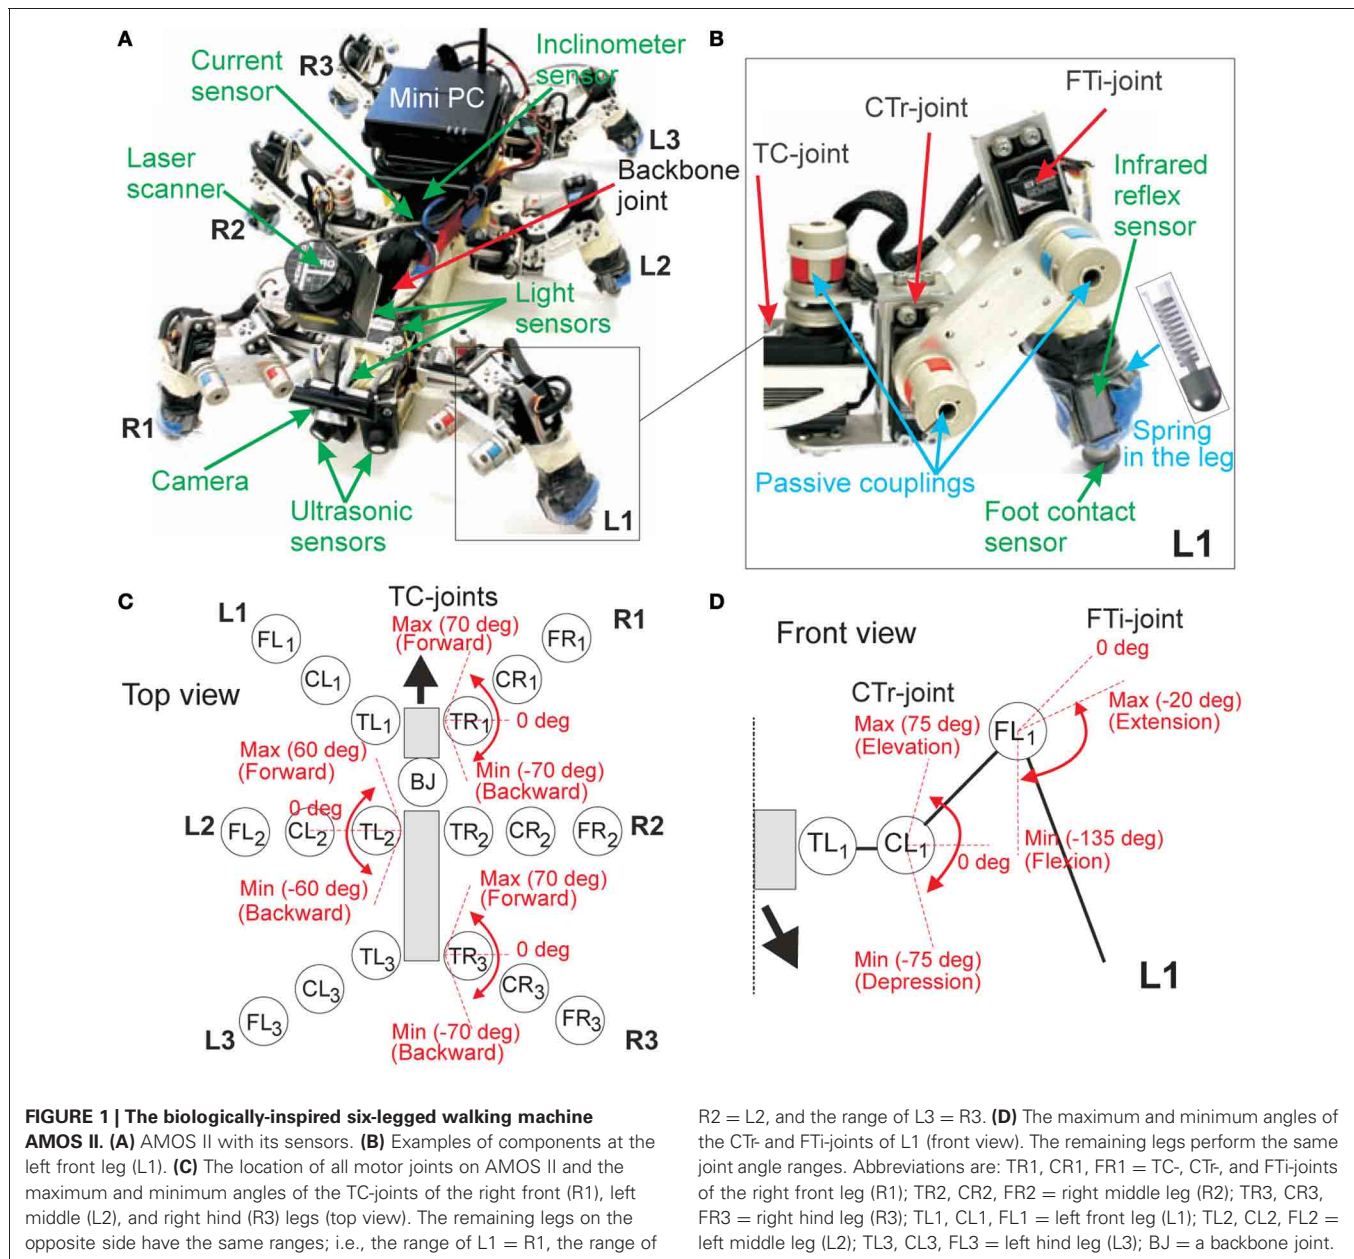 A
Current
sensor
R3
Inclinometer
sensor
Mini PC
L3
Laser
scanner
Backbone
joint
R2
L2
Light
sensors
R1
Camera
Ultrasonic
sensors
L1
B
FTi-joint
CTr-joint
TC-joint
Infrared
reflex
sensor
Spring
in the leg
Passive couplings
Foot contact
sensor
L1
C
TC-joints
L1
Max (70 deg)
(Forward)
R1
FL1
FR1
CL1
CR1
Top view
TL1
TR1
0 deg
Max (60 deg)
(Forward)
Min (-70 deg)
(Backward)
BJ
0 deg
L2
FL2
CL2
TL2
TR2
CR2
FR2
R2
Min (-60 deg)
(Backward)
Max (70 deg)
(Forward)
0 deg
TL3
TR3
CL3
CR3
FL3
FR3
L3
R3
Min (-70 deg)
(Backward)
D
Front view
FTi-joint
0 deg
CTr-joint
Max (-20 deg)
(Extension)
Max (75 deg)
(Elevation)
FL1
TL1
CL1
0 deg
Min (-135 deg)
(Flexion)
Min (-75 deg)
(Depression)
L1
FIGURE 1 | The biologically-inspired six-legged walking machine
AMOS II. (A) AMOS II with its sensors. (B) Examples of components at the
left front leg (L1). (C) The location of all motor joints on AMOS II and the
maximum and minimum angles of the TC-joints of the right front (R1), left
middle (L2), and right hind (R3) legs (top view). The remaining legs on the
opposite side have the same ranges; i.e., the range of L1 = R1, the range of
R2 = L2, and the range of L3 = R3. (D) The maximum and minimum angles of
the CTr- and FTi-joints of L1 (front view). The remaining legs perform the same
joint angle ranges. Abbreviations are: TR1, CR1, FR1 = TC-, CTr-, and FTi-joints
of the right front leg (R1); TR2, CR2, FR2 = right middle leg (R2); TR3, CR3,
FR3 = right hind leg (R3); TL1, CL1, FL1 = left front leg (L1); TL2, CL2, FL2 =
left middle leg (L2); TL3, CL3, FL3 = left hind leg (L3); BJ = a backbone joint.